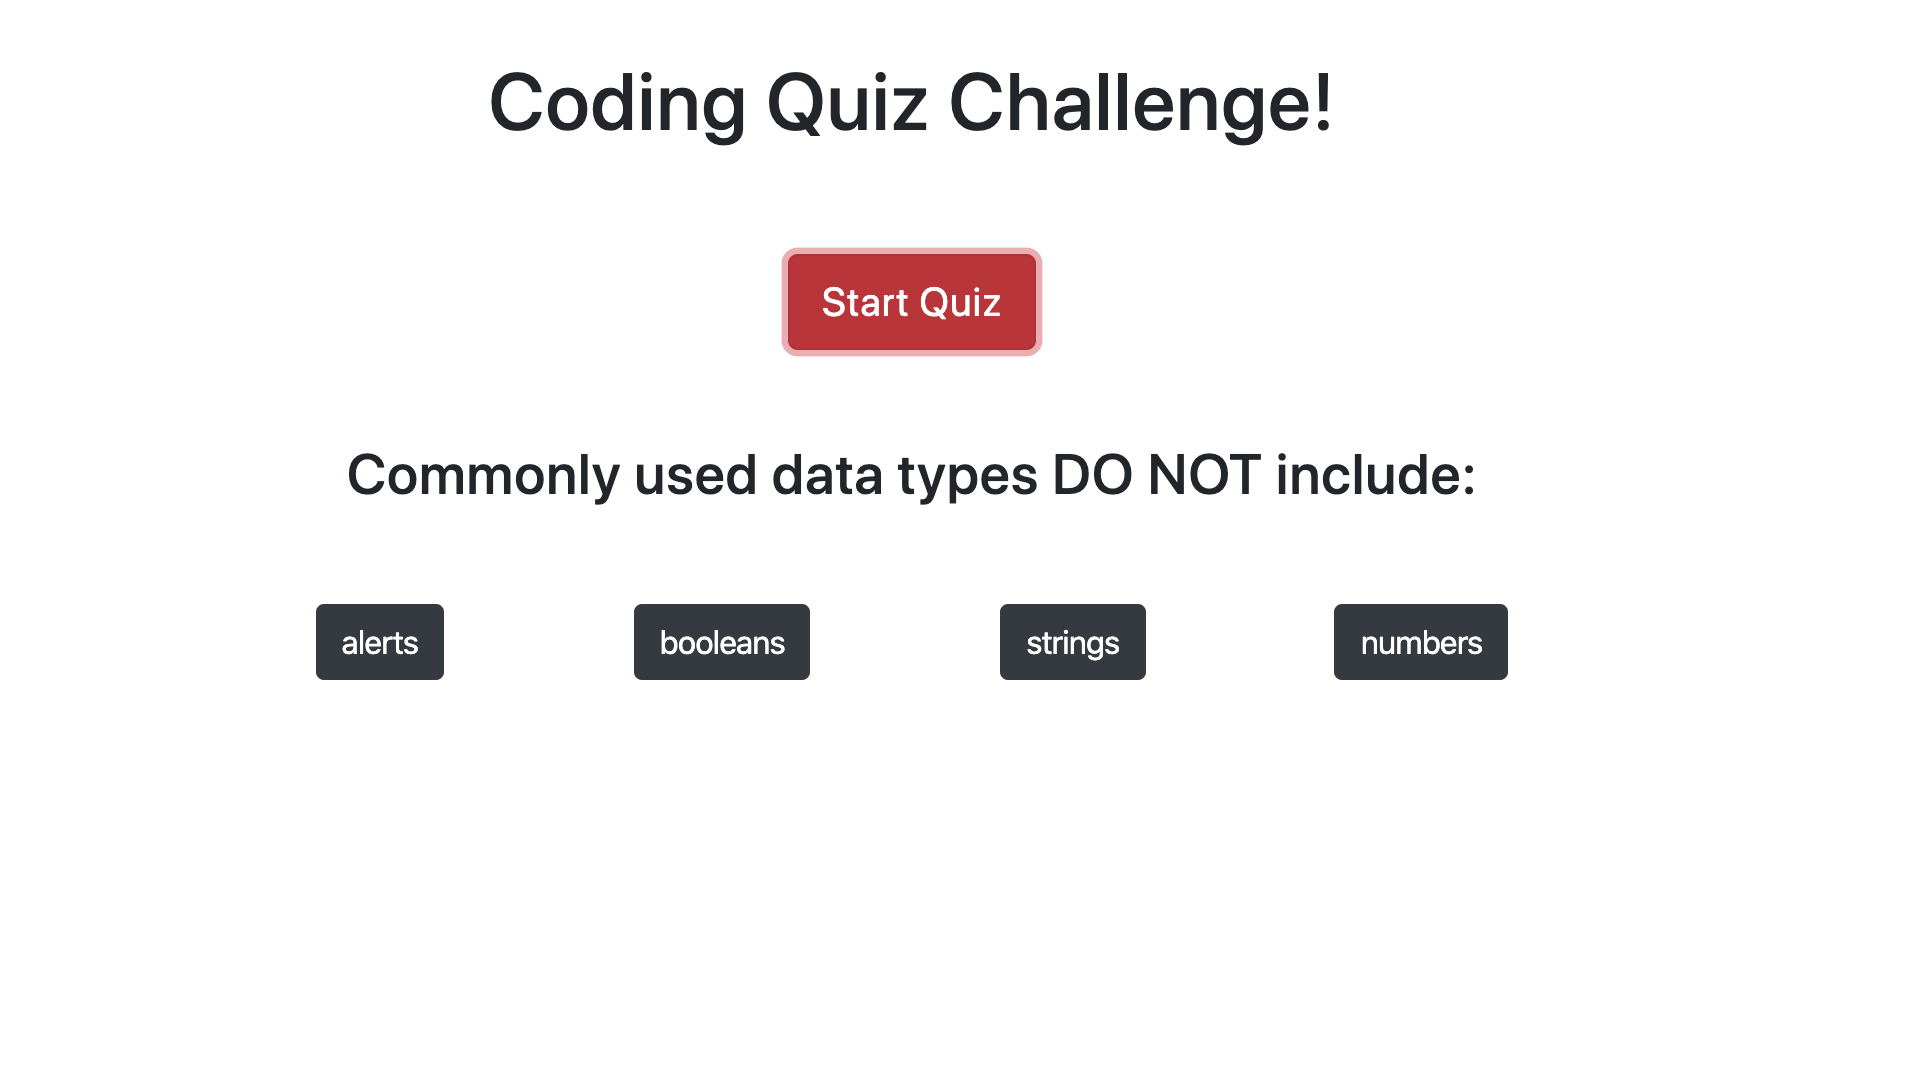 Coding Quiz Challenge!
Start Quiz
Commonly used data types DO NOT include:
alerts booleans strings numbers